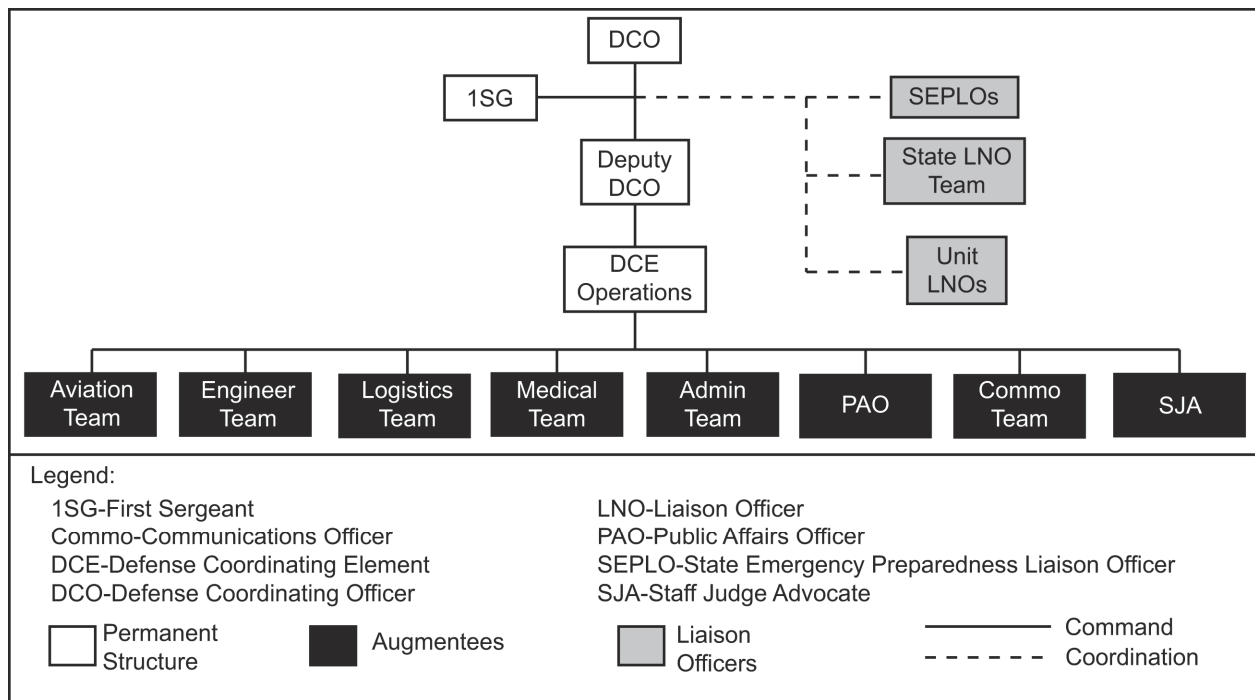 DCO
1SG
SEPLOs
Deputy
DCO
State LNO
Team
DCE
Operations
Unit
LNOs
Aviation
Team
Engineer
Team
Logistics
Team
Medical
Team
Admin
Team
PAO
Commo
Team
SJA
Legend:
1SG-First Sergeant
Commo-Communications Officer
DCE-Defense Coordinating Element
DCO-Defense Coordinating Officer
LNO-Liaison Officer
PAO-Public Affairs Officer
SEPLO-State Emergency Preparedness Liaison Officer
SJA-Staff Judge Advocate
Permanent
Structure
Augmentees
Liaison
Officers
Command
Coordination